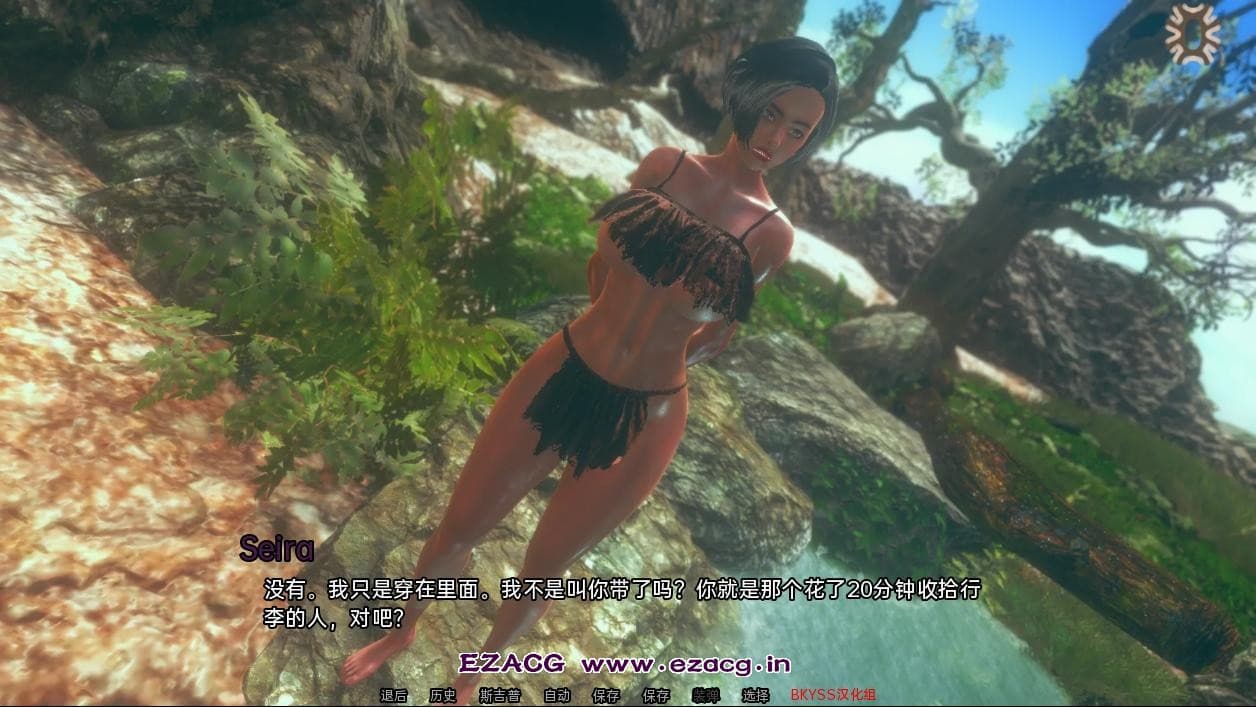 Seira
没有。我只是穿在里面。我不是叫你带了吗？你就是那个花了20分钟收拾行
李的人，对吧？
EZACG www.ezacg.in
退后 历史 斯吉普 自动 保存 保存 装弹 选择 BKYSS汉化组